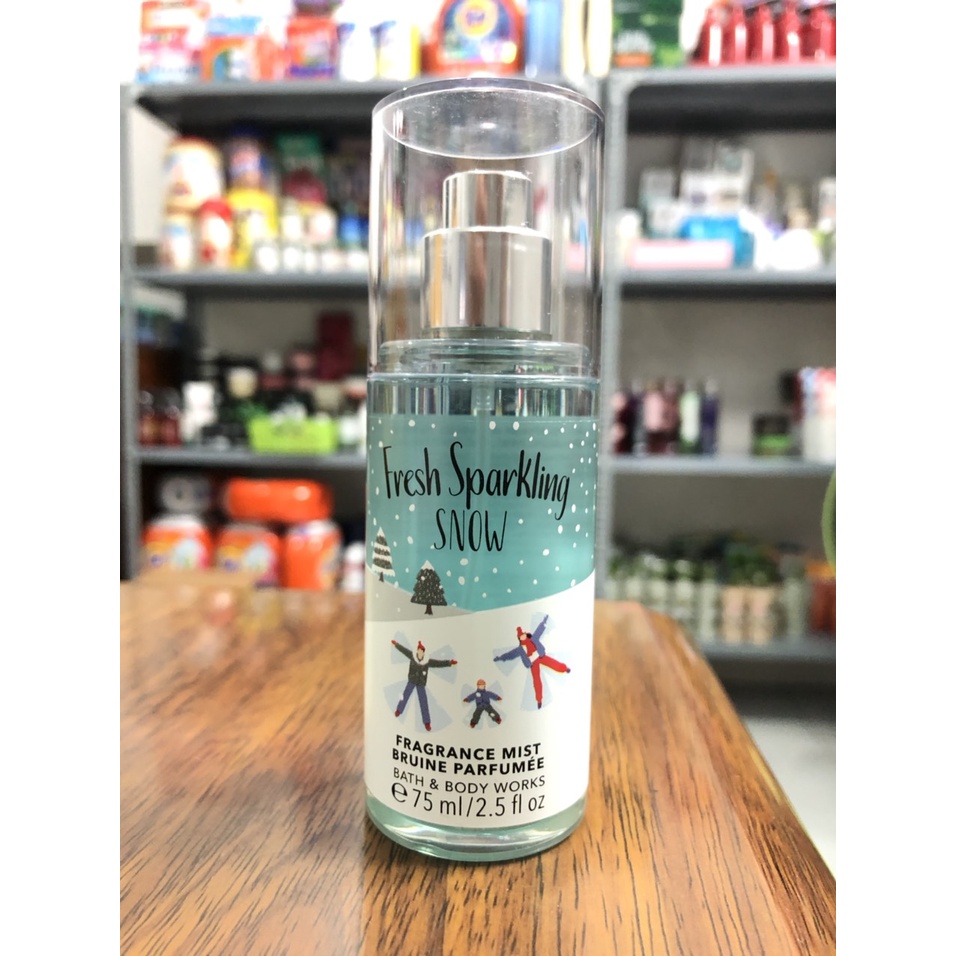 Fresh Sparkling
SNOW
FRAGRANCE MIST
BRUINE PARFUMÉE
BATH & BODY WORKS
℮ 75 ml/2.5 fl oz